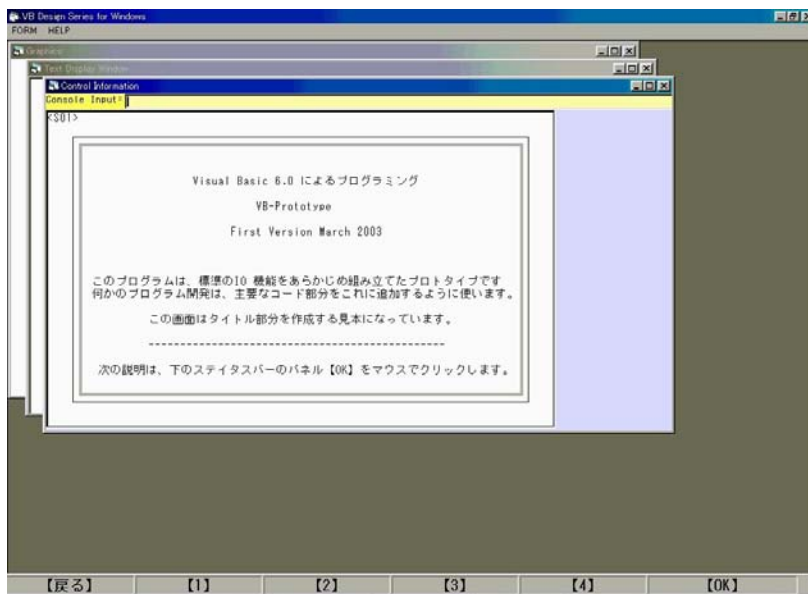 VB Design Series for Windows
FORM HELP
Graphics
Text Display Window
Control Information
Console Input=
<S01>
Visual Basic 6.0 によるプログラミング
VB-Prototype
First Version March 2003
このプログラムは、標準のIO 機能をあらかじめ組み立てたプロトタイプです
何かのプログラム開発は、主要なコード部分をこれに追加するように使います。
この画面はタイトル部分を作成する見本になっています。
--------------------------------------------
次の説明は、下のステイタスバーのパネル【OK】をマウスでクリックします。
【戻る】 【1】 【2】 【3】 【4】 【OK】